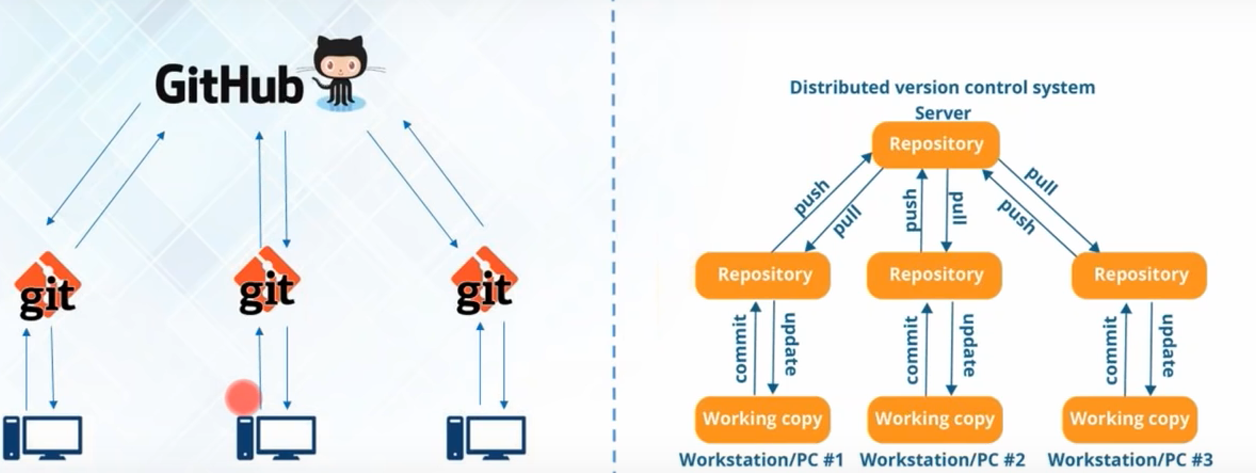 GitHub
git
git
git
Distributed version control system
Server
Repository
push
pull
push
pull
pull
push
Repository
Repository
Repository
commit
update
commit
update
commit
update
Working copy
Working copy
Working copy
Workstation/PC #1
Workstation/PC #2
Workstation/PC #3